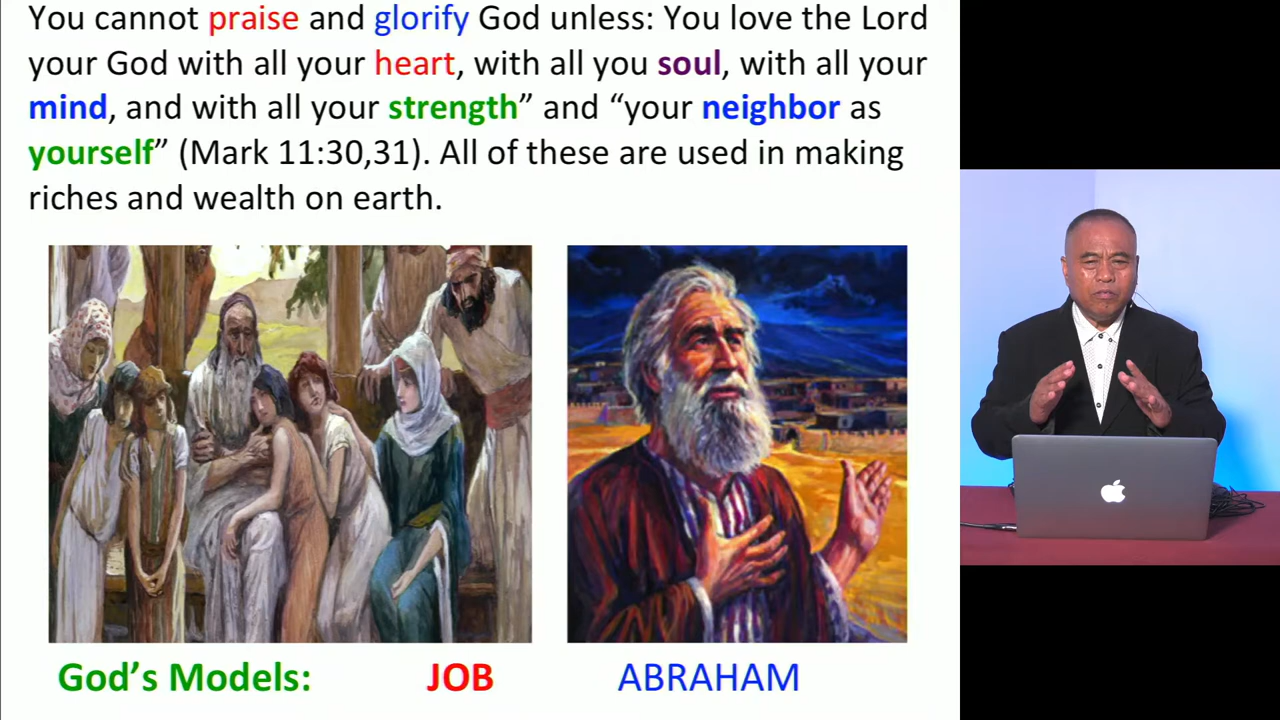 You cannot praise and glorify God unless: You love the Lord
your God with all your heart, with all you soul, with all your
mind, and with all your strength” and “your neighbor as
yourself” (Mark 11:30,31). All of these are used in making
riches and wealth on earth.
God’s Models: JOB ABRAHAM